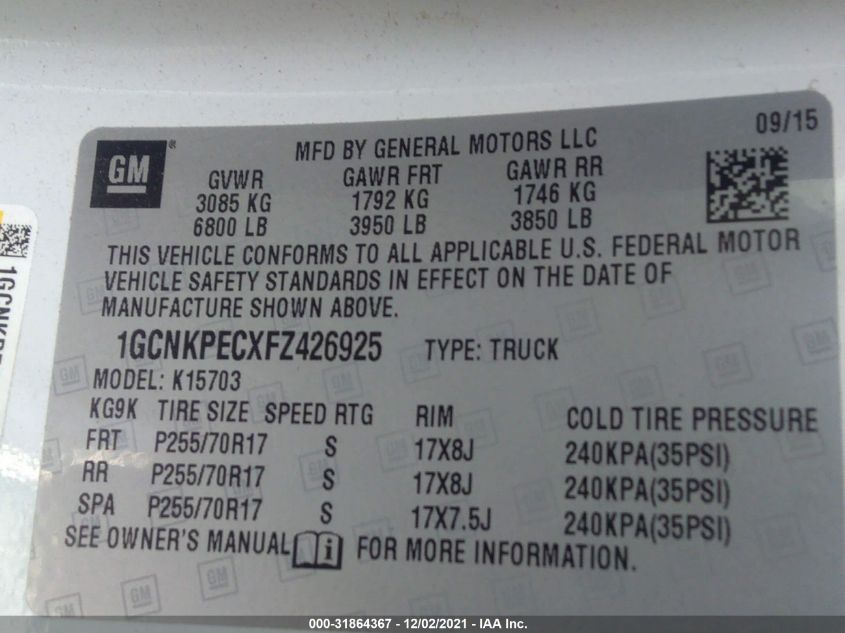 GM®
MFD BY GENERAL MOTORS LLC
09/15
GVWR GAWR FRT GAWR RR
3085 KG 1792 KG 1746 KG
6800 LB 3950 LB 3850 LB
THIS VEHICLE CONFORMS TO ALL APPLICABLE U.S. FEDERAL MOTOR
VEHICLE SAFETY STANDARDS IN EFFECT ON THE DATE OF
MANUFACTURE SHOWN ABOVE.
1GCNKPECXFZ426925 TYPE: TRUCK
MODEL: K15703
KG9K TIRE SIZE SPEED RTG RIM COLD TIRE PRESSURE
FRT P255/70R17 S 17X8J 240KPA(35PSI)
RR P255/70R17 S 17X8J 240KPA(35PSI)
SPA P255/70R17 S 17X7.5J 240KPA(35PSI)
SEE OWNER'S MANUAL i FOR MORE INFORMATION.
000-31864367 - 12/02/2021 - IAA Inc.